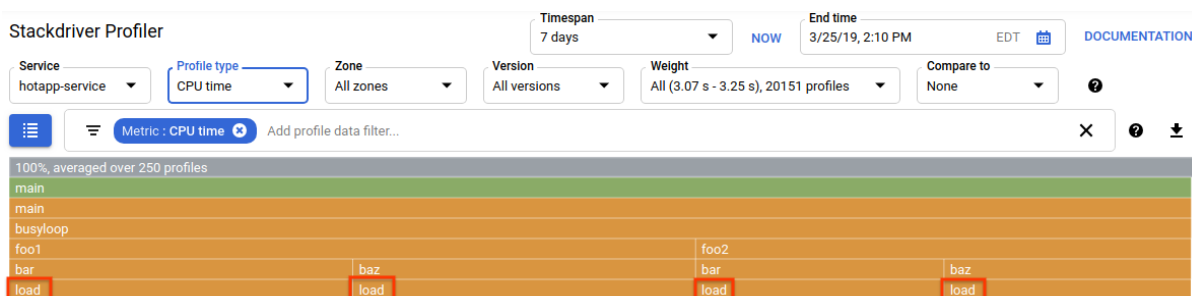 Stackdriver Profiler
Timespan
7 days
NOW
End time
3/25/19, 2:10 PM
EDT
DOCUMENTATION
Service
hotapp-service
Profile type
CPU time
Zone
All zones
Version
All versions
Weight
All (3.07 s - 3.25 s), 20151 profiles
Compare to
None
Metric : CPU time
Add profile data filter...
100%, averaged over 250 profiles
main
main
busyloop
foo1 foo2
bar baz bar baz
load load load load